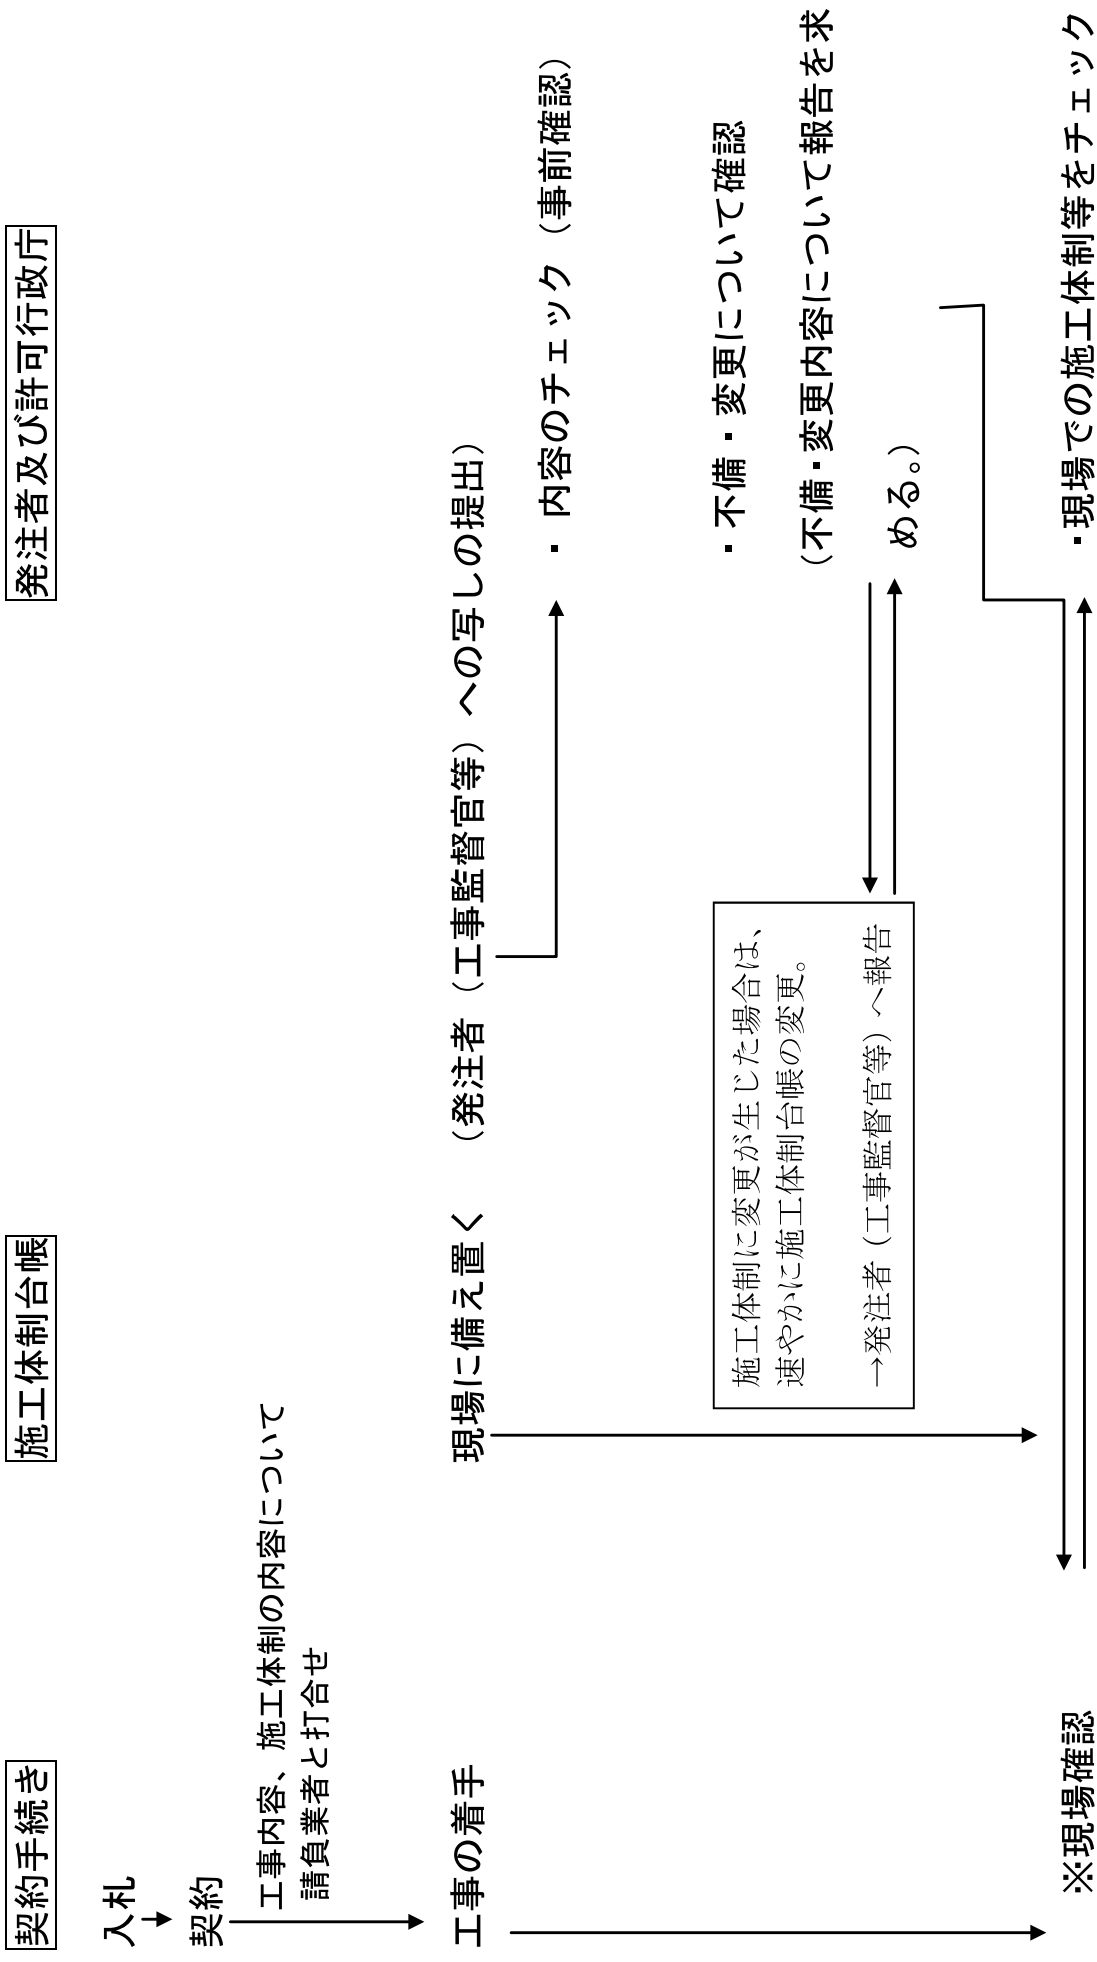 契約手続き
施工体制台帳
発注者及び許可行政庁
入札
契約
工事内容、施工体制の内容について
請負業者と打合せ
工事の着手
現場に備え置く
（発注者（工事監督官等）への写しの提出）
・内容のチェック（事前確認）
施工体制に変更が生じた場合は、
速やかに施工体制台帳の変更。
→発注者（工事監督官等）へ報告
・不備・変更について確認
（不備・変更内容について報告を求
める。）
※現場確認
・現場での施工体制等をチェック